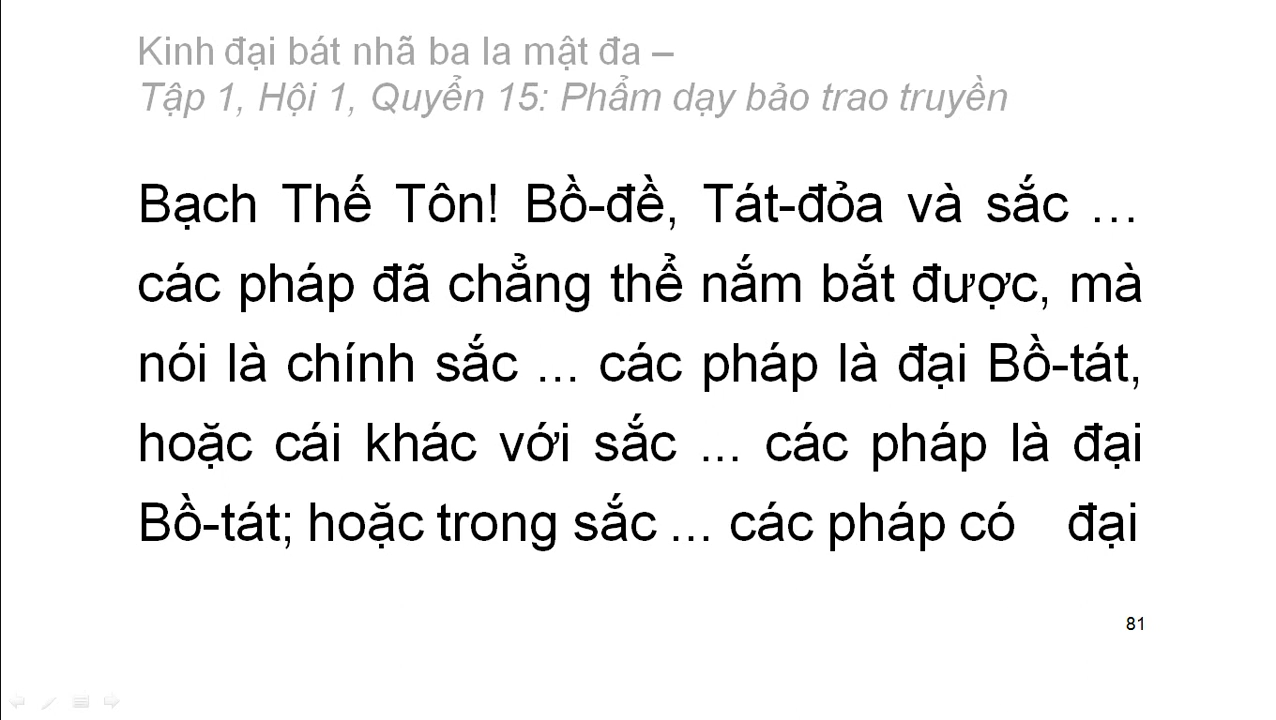 Kinh đại bát nhã ba la mật đa –
Tập 1, Hội 1, Quyển 15: Phẩm dạy bảo trao truyền
Bạch Thế Tôn! Bồ-đề, Tát-đỏa và sắc ...
các pháp đã chẳng thể nắm bắt được, mà
nói là chính sắc ... các pháp là đại Bồ-tát,
hoặc cái khác với sắc ... các pháp là đại
Bồ-tát; hoặc trong sắc ... các pháp có đại
81